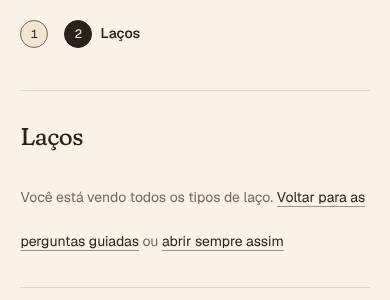 1 2 Laços
Laços
Você está vendo todos os tipos de laço. Voltar para as
perguntas guiadas ou abrir sempre assim